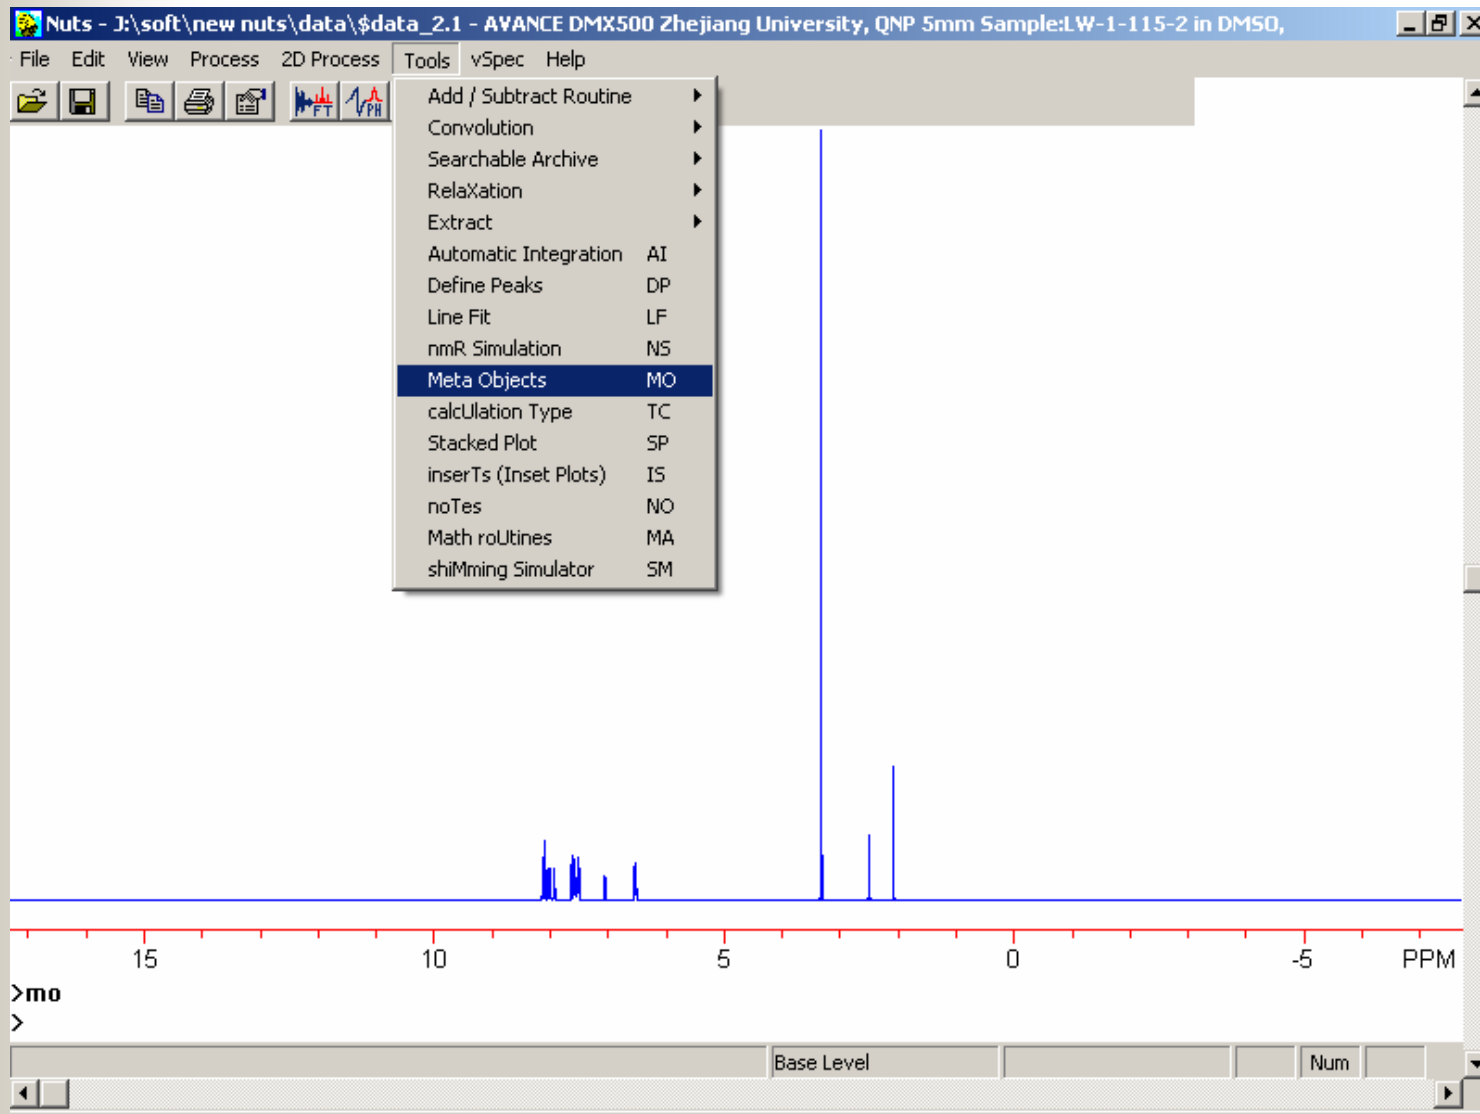 Nuts - J:\soft\new nuts\data\$data_2.1 - AVANCE DMX500 Zhejiang University, QNP 5mm Sample:LW-1-115-2 in DMSO,
File Edit View Process 2D Process Tools vSpec Help
FT PH
Add / Subtract Routine
Convolution
Searchable Archive
RelaXation
Extract
Automatic Integration AI
Define Peaks DP
Line Fit LF
nmR Simulation NS
Meta Objects MO
calcUlation Type TC
Stacked Plot SP
inserTs (Inset Plots) IS
noTes NO
Math roUtines MA
shiMming Simulator SM
15 10 5 0 -5 PPM
>mo
>
Base Level Num